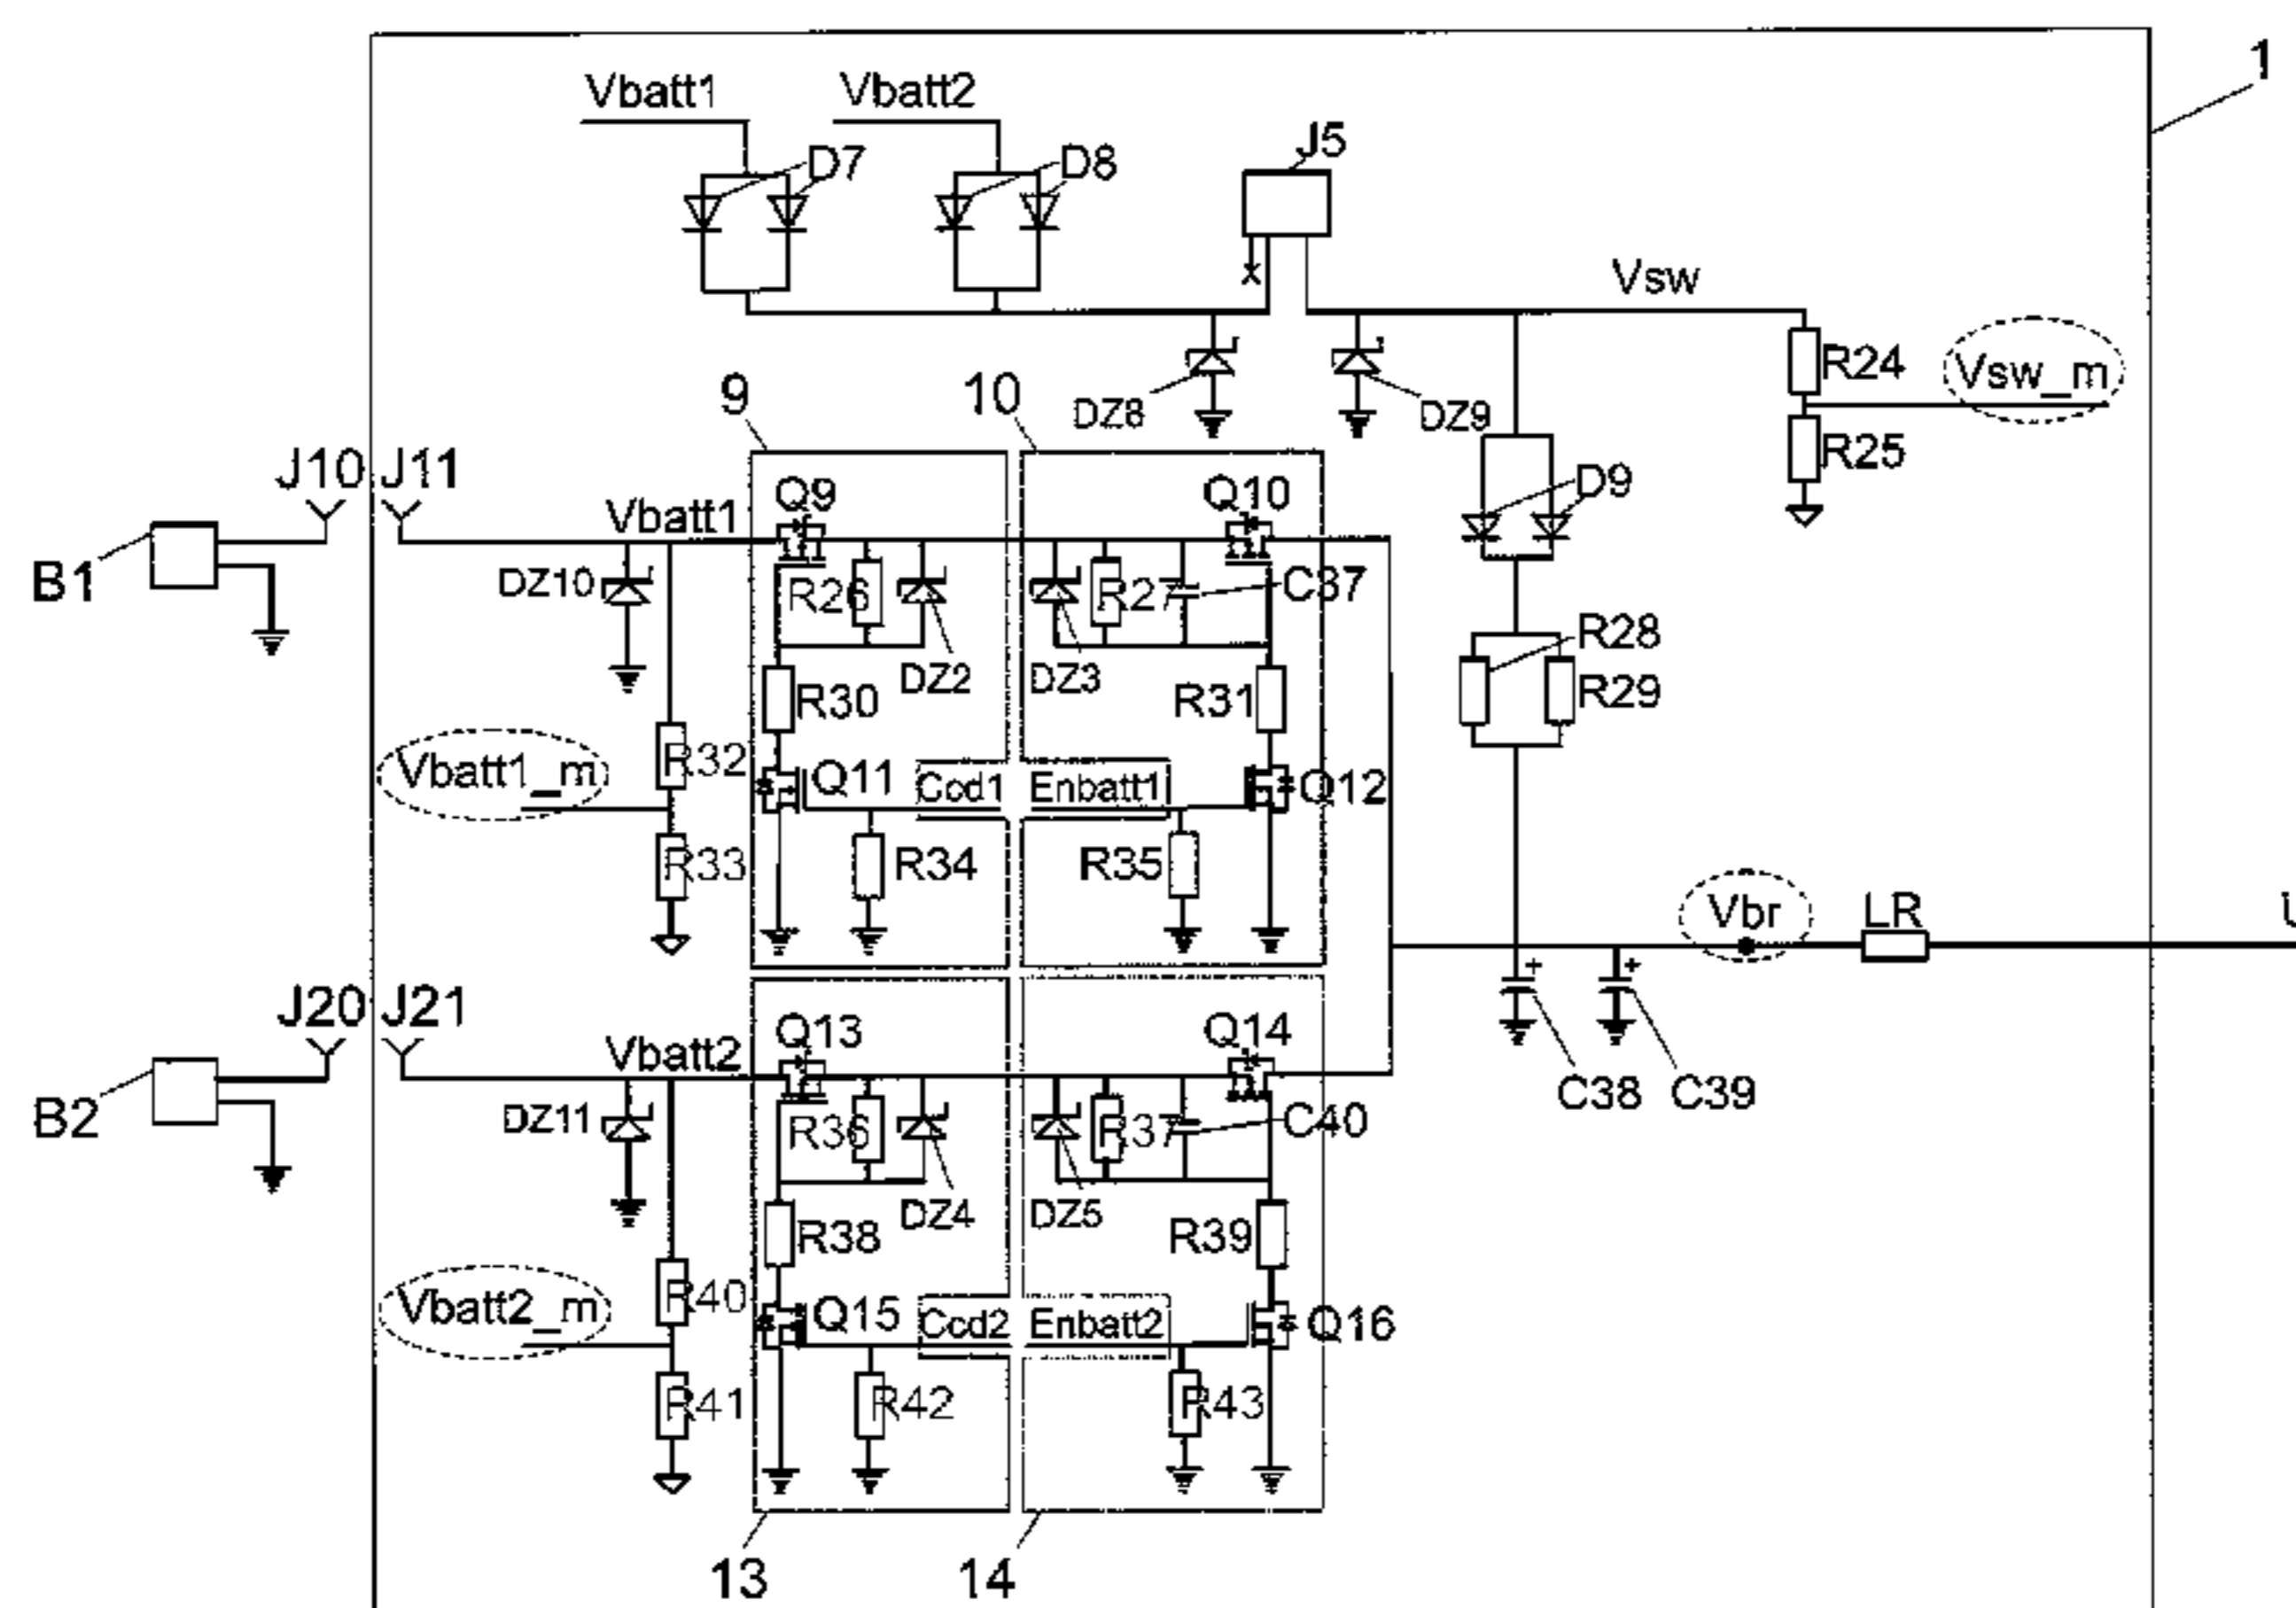 1
Vbatt1 Vbatt2
D7 D8 J5
Vsw
R24 Vsw_m
DZ8 DZ9
9 10
R25
J10 J11
Q9 Q10 D9
Vbatt1
B1
DZ10 R26 R27 C37
R28
DZ2 DZ3
R30 R31 R29
Vbatt1_m R32
Q11 Ccd1 Enbatt1 Q12
R33 R34 R35
Vbr LR
J20 J21
Q13 Q14
Vbatt2
C38 C39
B2
DZ11 R36 R37 C40
DZ4 DZ5
R38 R39
Vbatt2_m R40
Q15 Ccd2 Enbatt2 Q16
R41 R42 R43
13 14